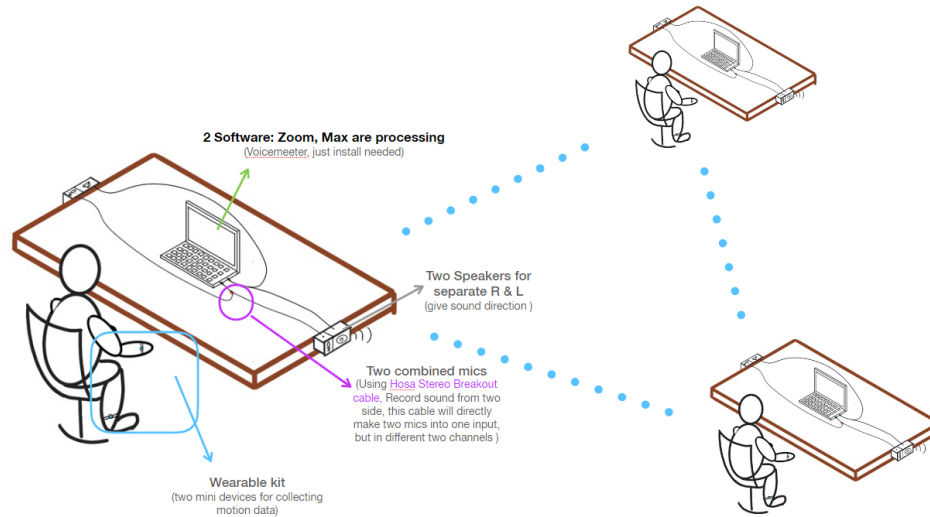 2 Software: Zoom, Max are processing
(Voicemeeter, just install needed)
Two Speakers for
separate R & L
(give sound direction )
Two combined mics
(Using Hosa Stereo Breakout
cable, Record sound from two
side, this cable will directly
make two mics into one input,
but in different two channels )
Wearable kit
(two mini devices for collecting
motion data)